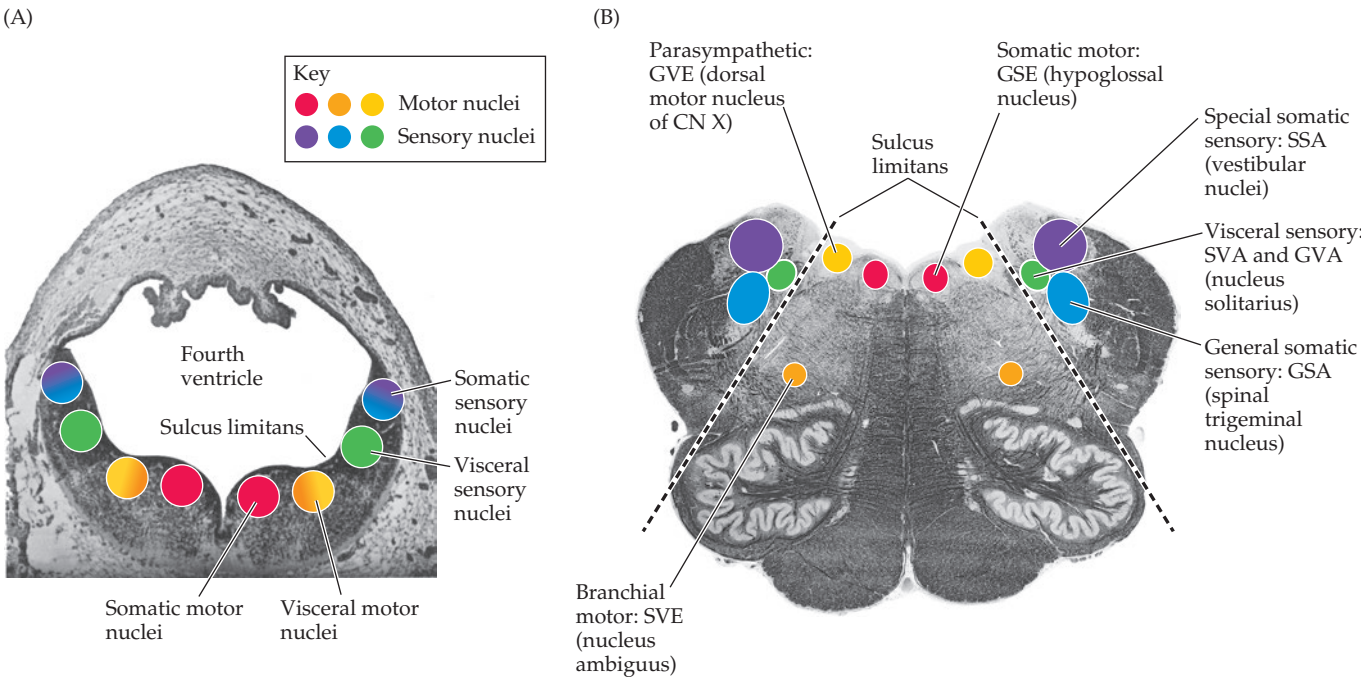 (A)
Key
Motor nuclei
Sensory nuclei
Fourth
ventricle
Sulcus limitans
Somatic
sensory
nuclei
Visceral
sensory
nuclei
Somatic motor
nuclei
Visceral motor
nuclei
(B)
Parasympathetic:
GVE (dorsal
motor nucleus
of CN X)
Somatic motor:
GSE (hypoglossal
nucleus)
Sulcus
limitans
Special somatic
sensory: SSA
(vestibular
nuclei)
Visceral sensory:
SVA and GVA
(nucleus
solitarius)
General somatic
sensory: GSA
(spinal
trigeminal
nucleus)
Branchial
motor: SVE
(nucleus
ambiguus)